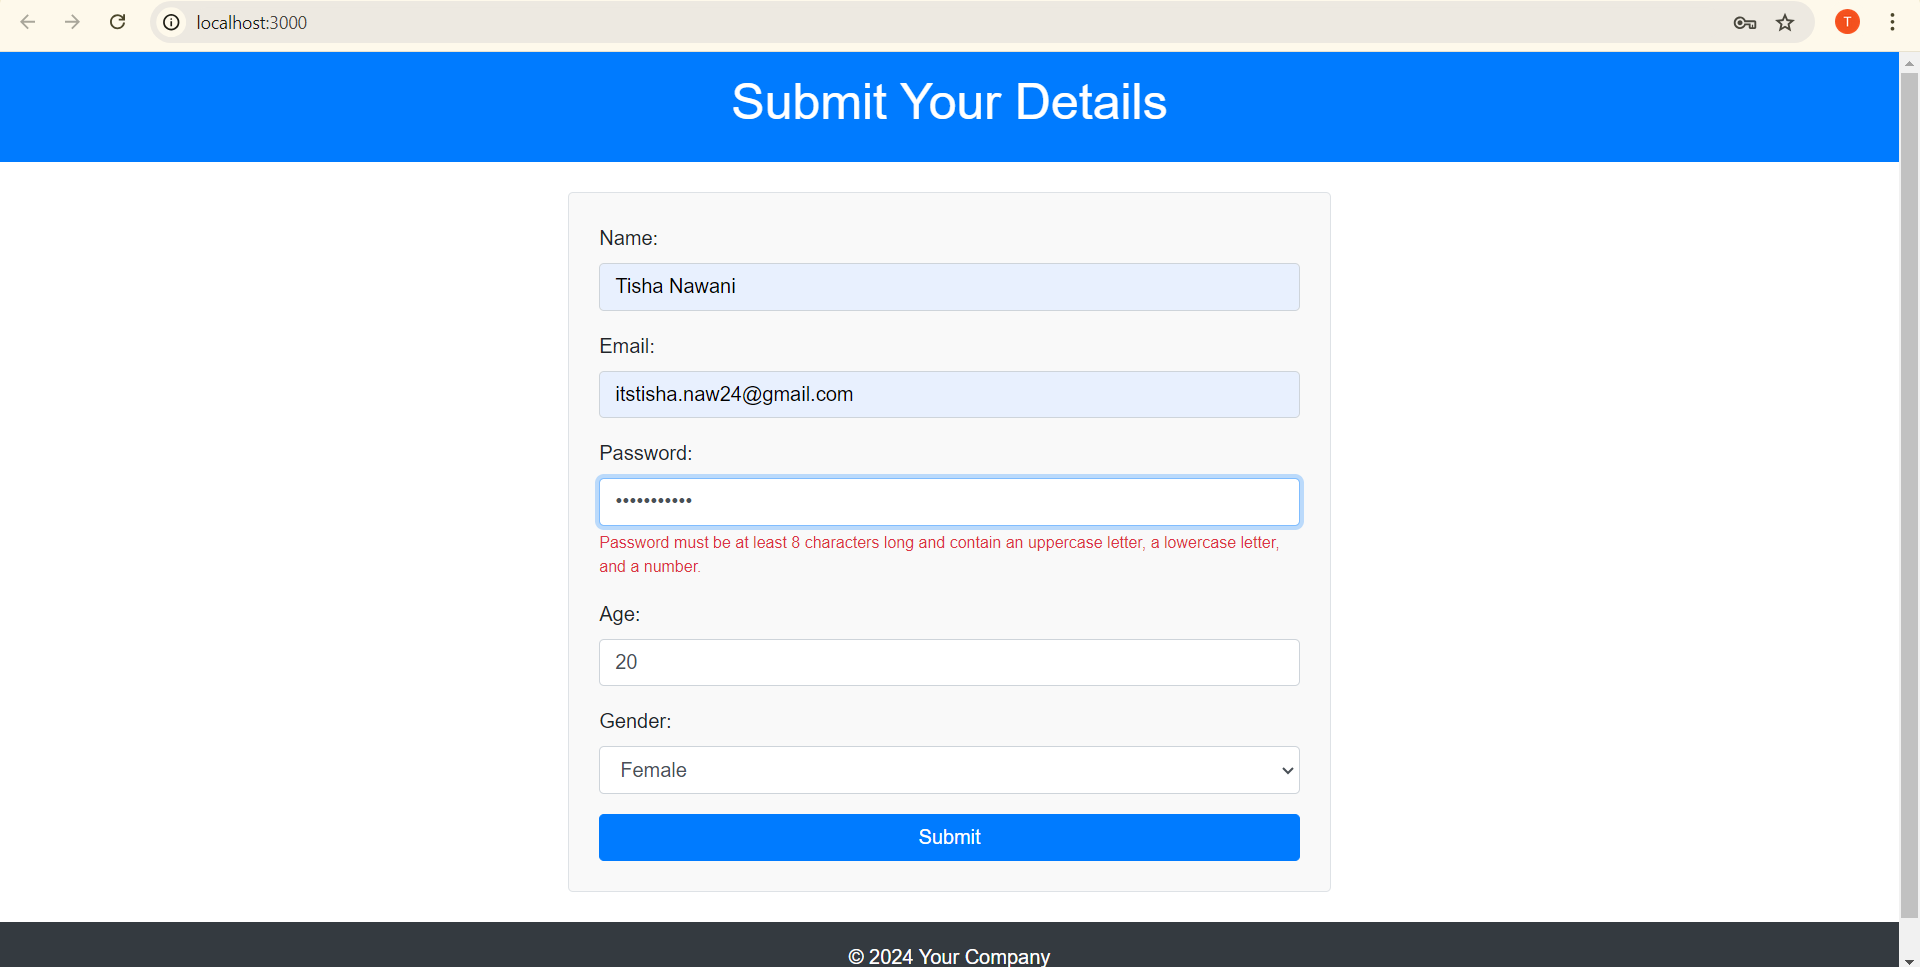 localhost:3000
T
Submit Your Details
Name:
Tisha Nawani
Email:
itstisha.naw24@gmail.com
Password:
•••••••••••
Password must be at least 8 characters long and contain an uppercase letter, a lowercase letter,
and a number.
Age:
20
Gender:
Female
Submit
© 2024 Your Company